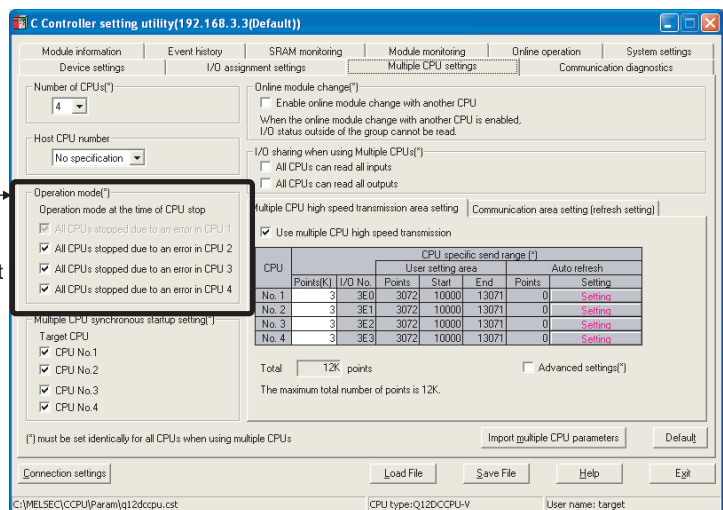 C Controller setting utility(192.168.3.3(Default))
Module information
Event history
SRAM monitoring
Module monitoring
Online operation
System settings
Device settings
I/O assignment settings
Multiple CPU settings
Communication diagnostics
Number of CPUs(*)
4
Host CPU number
No specification
Operation mode(*)
Operation mode at the time of CPU stop
All CPUs stopped due to an error in CPU 1
All CPUs stopped due to an error in CPU 2
All CPUs stopped due to an error in CPU 3
All CPUs stopped due to an error in CPU 4
Multiple CPU synchronous startup setting(*)
Target CPU
CPU No.1
CPU No.2
CPU No.3
CPU No.4
Online module change(*)
Enable online module change with another CPU
When the online module change with another CPU is enabled,
I/O status outside of the group cannot be read.
I/O sharing when using Multiple CPUs(*)
All CPUs can read all inputs
All CPUs can read all outputs
Multiple CPU high speed transmission area setting
Communication area setting (refresh setting)
Use multiple CPU high speed transmission
CPU specific send range (*)
CPU User setting area Auto refresh
Points(K) I/O No. Points Start End Points Setting
No. 1 3 3E0 3072 10000 13071 0 Setting
No. 2 3 3E1 3072 10000 13071 0 Setting
No. 3 3 3E2 3072 10000 13071 0 Setting
No. 4 3 3E3 3072 10000 13071 0 Setting
Total 12K points
Advanced settings(*)
The maximum total number of points is 12K.
(*) must be set identically for all CPUs when using multiple CPUs
Import multiple CPU parameters
Default
Connection settings
Load File
Save File
Help
Exit
C:\MELSEC\CCPU\Param\q12dccpu.cst
CPU type:Q12DCCPU-V
User name: target